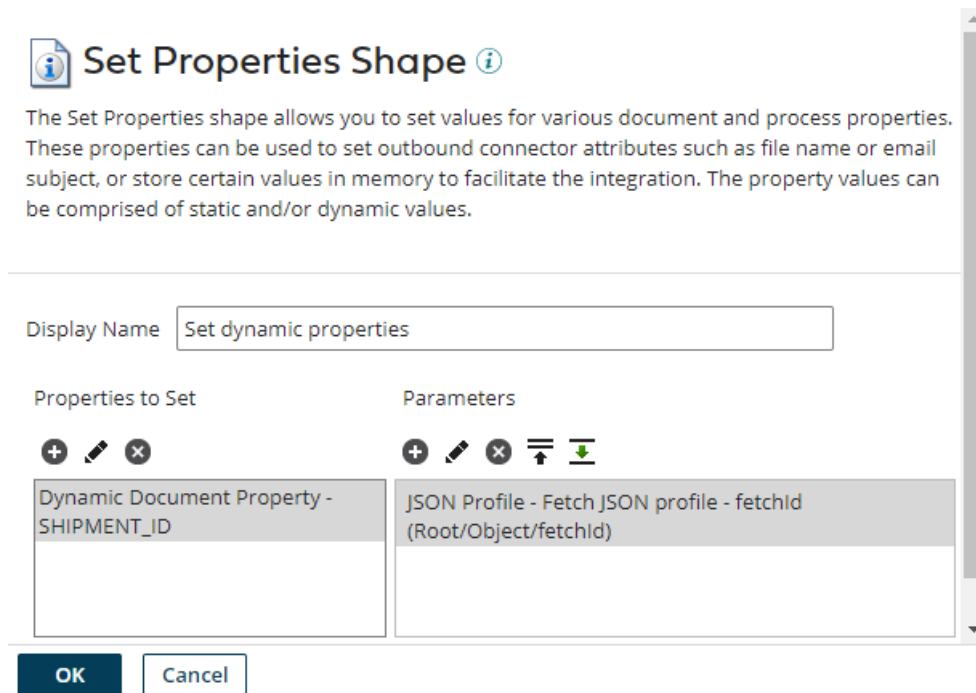 Set Properties Shape
The Set Properties shape allows you to set values for various document and process properties.
These properties can be used to set outbound connector attributes such as file name or email
subject, or store certain values in memory to facilitate the integration. The property values can
be comprised of static and/or dynamic values.
Display Name Set dynamic properties
Properties to Set Parameters
Dynamic Document Property -
SHIPMENT_ID
JSON Profile - Fetch JSON profile - fetchId
(Root/Object/fetchId)
OK Cancel